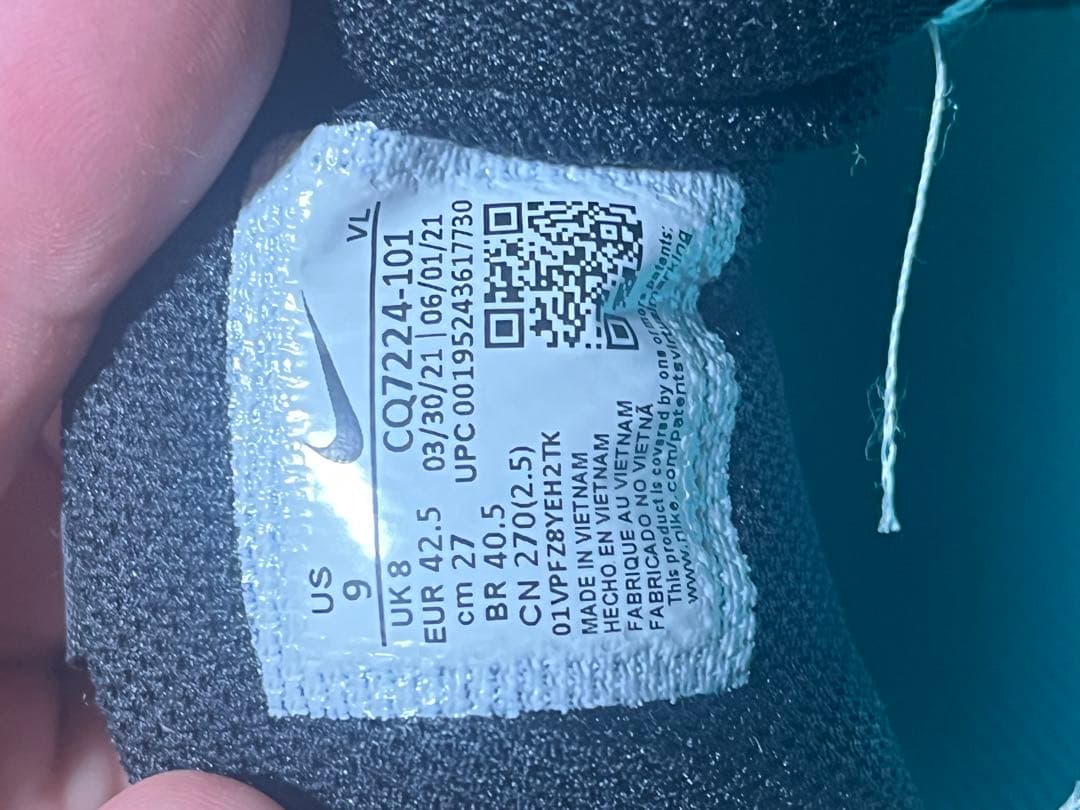 US
9
VL
UK 8 CQ7224-101
EUR 42.5 03/30/21 | 06/01/21
cm 27 UPC 00195243617730
BR 40.5
CN 270(2.5)
01VPFZ8YEH2TK
MADE IN VIETNAM
HECHO EN VIETNAM
FABRIQUE AU VIETNAM
FABRICADO NO VIETNÃ
This product is covered by one or more patents:
www.nike.com/patentsvirtualmarking